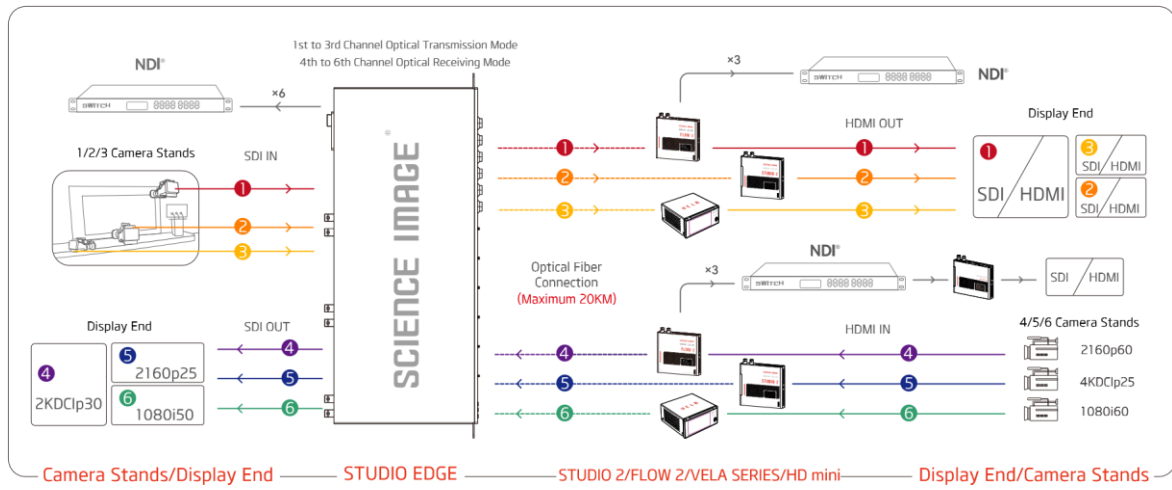 1st to 3rd Channel Optical Transmission Mode
4th to 6th Channel Optical Receiving Mode
NDI®
SWITCH
×6
×3
SWITCH
NDI®
1/2/3 Camera Stands
SDI IN
1
2
3
SCIENCE IMAGE®
1
2
3
HDMI OUT
1
2
3
Display End
1
SDI/HDMI
3
SDI/HDMI
2
SDI/HDMI
Optical Fiber
Connection
(Maximum 20KM)
×3
NDI®
SWITCH
SDI/HDMI
Display End
SDI OUT
4
2KDCIp30
5
2160p25
6
1080i50
4
5
6
4
5
6
HDMI IN
4
5
6
4/5/6 Camera Stands
2160p60
4KDCIp25
1080i60
Camera Stands/Display End
STUDIO EDGE
STUDIO 2/FLOW 2/VELA SERIES/HD mini
Display End/Camera Stands